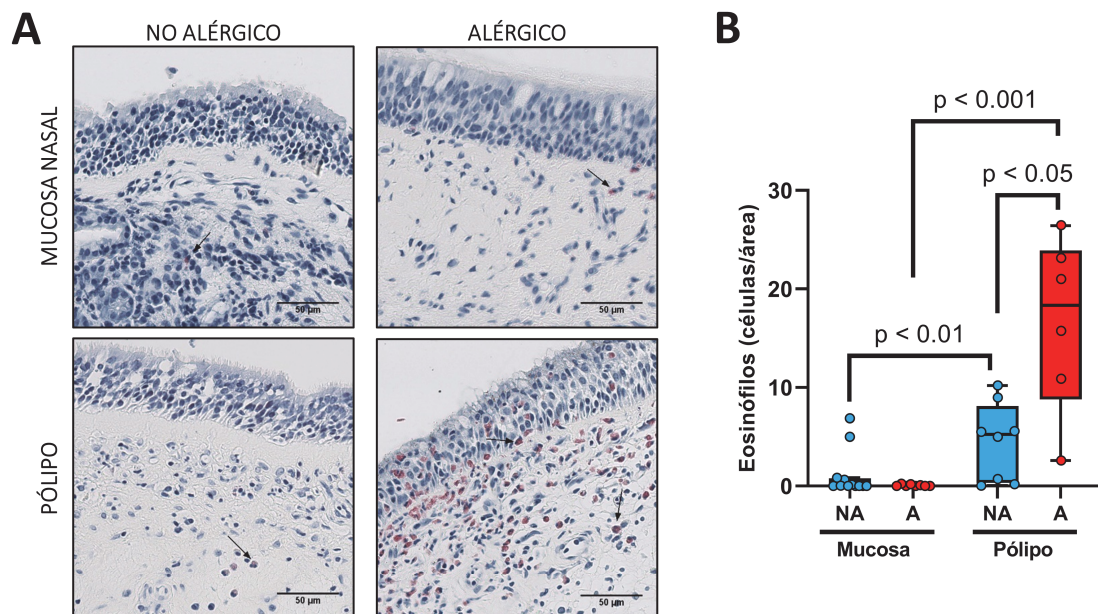 A
NO ALÉRGICO
ALÉRGICO
MUCOSA NASAL
PÓLIPO
50 µm
50 µm
50 µm
50 µm
B
p < 0.001
p < 0.05
p < 0.01
Eosinófilos (células/área)
30
20
10
0
NA
A
NA
A
Mucosa
Pólipo